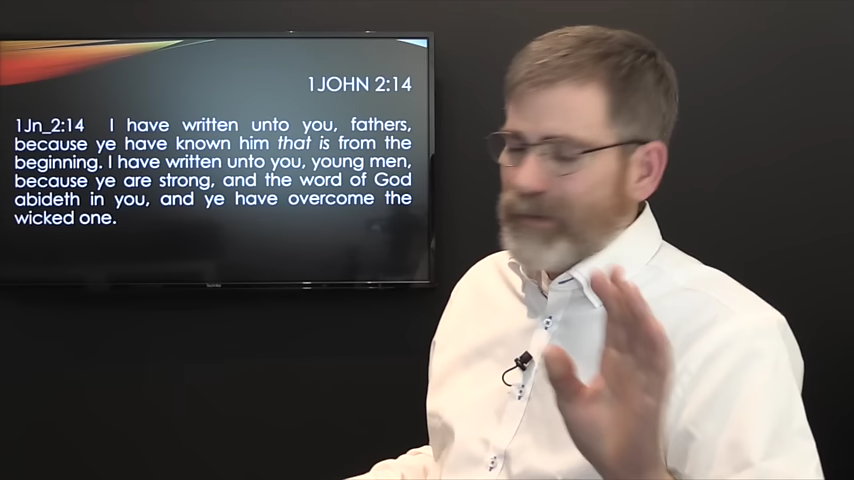 1JOHN 2:14
1Jn_2:14 I have written unto you, fathers,
because ye have known him that is from the
beginning. I have written unto you, young men,
because ye are strong, and the word of God
abideth in you, and ye have overcome the
wicked one.